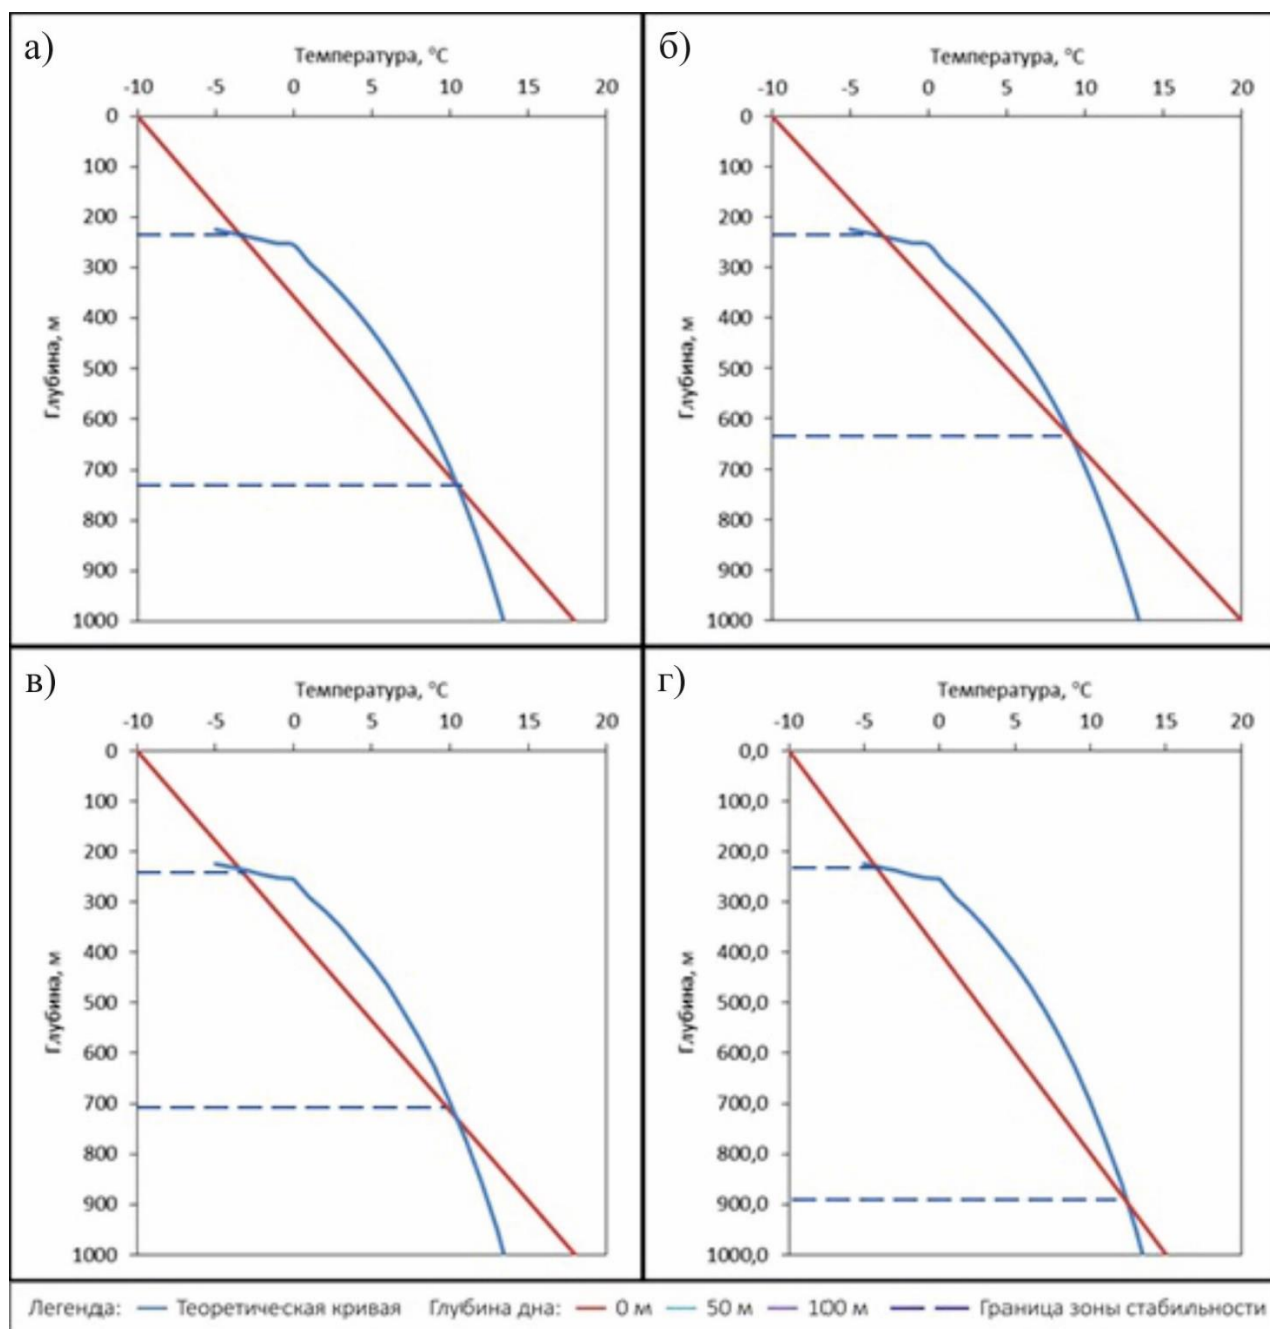 а)
Температура, °С
-10 -5 0 5 10 15 20
0
100
200
300
400
500
600
700
800
900
1000
Глубина, м
б)
Температура, °С
-10 -5 0 5 10 15 20
0
100
200
300
400
500
600
700
800
900
1000
Глубина, м
в)
Температура, °С
-10 -5 0 5 10 15 20
0
100
200
300
400
500
600
700
800
900
1000
Глубина, м
г)
Температура, °С
-10 -5 0 5 10 15 20
0,0
100,0
200,0
300,0
400,0
500,0
600,0
700,0
800,0
900,0
1000,0
Глубина, м
Легенда: Теоретическая кривая Глубина дна: 0 м 50 м 100 м Граница зоны стабильности